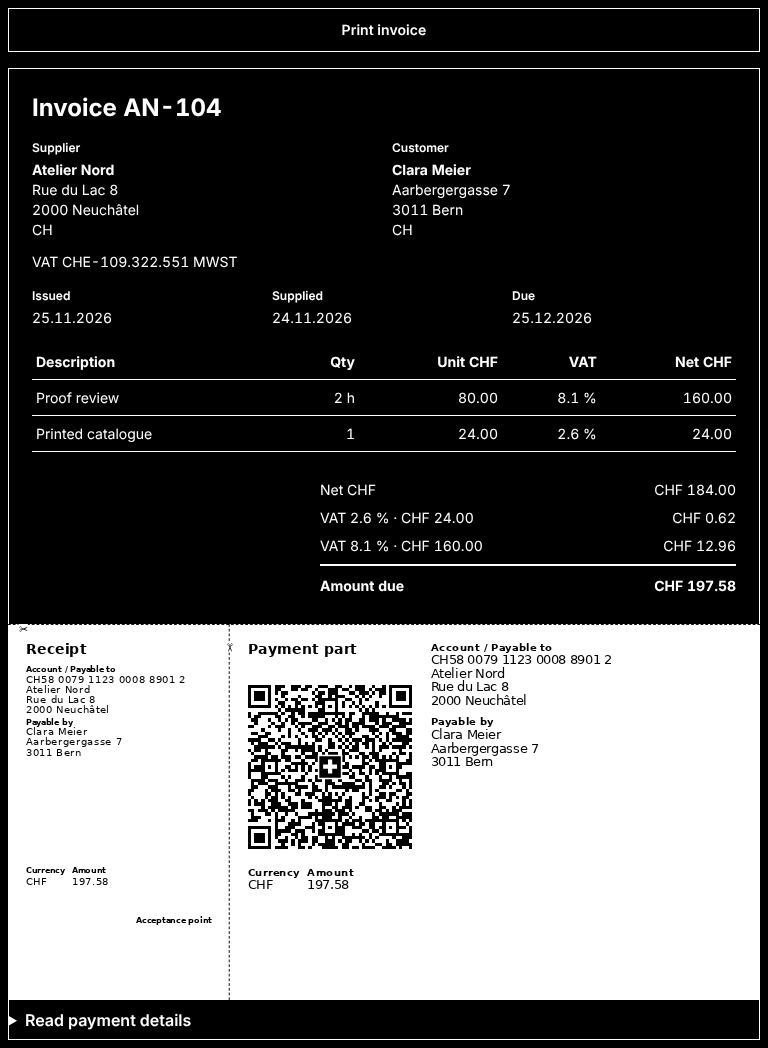 Print invoice
Invoice AN-104
Supplier
Atelier Nord
Rue du Lac 8
2000 Neuchâtel
CH
VAT CHE-109.322.551 MWST
Customer
Clara Meier
Aarbergergasse 7
3011 Bern
CH
Issued
25.11.2026
Supplied
24.11.2026
Due
25.12.2026
Description Qty Unit CHF VAT Net CHF
Proof review 2 h 80.00 8.1 % 160.00
Printed catalogue 1 24.00 2.6 % 24.00
Net CHF CHF 184.00
VAT 2.6 % · CHF 24.00 CHF 0.62
VAT 8.1 % · CHF 160.00 CHF 12.96
Amount due CHF 197.58
Receipt
Account / Payable to
CH58 0079 1123 0008 8901 2
Atelier Nord
Rue du Lac 8
2000 Neuchâtel
Payable by
Clara Meier
Aarbergergasse 7
3011 Bern
Currency Amount
CHF 197.58
Acceptance point
Payment part
Currency Amount
CHF 197.58
Account / Payable to
CH58 0079 1123 0008 8901 2
Atelier Nord
Rue du Lac 8
2000 Neuchâtel
Payable by
Clara Meier
Aarbergergasse 7
3011 Bern
Read payment details